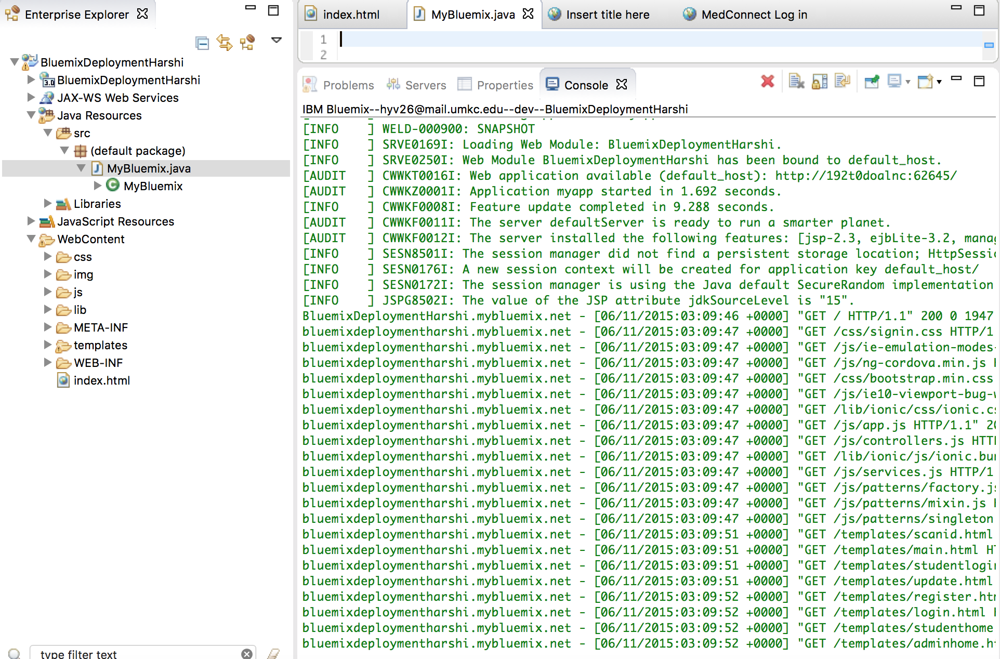 Enterprise Explorer
BluemixDeploymentHarshi
3.0 BluemixDeploymentHarshi
JAX-WS Web Services
Java Resources
src
(default package)
MyBluemix.java
MyBluemix
Libraries
JavaScript Resources
WebContent
css
img
js
lib
META-INF
templates
WEB-INF
index.html
type filter text
index.html MyBluemix.java Insert title here MedConnect Log in
1
2
Problems Servers Properties Console
IBM Bluemix--hyv26@mail.umkc.edu--dev--BluemixDeploymentHarshi
[INFO    ] WELD-000900: SNAPSHOT
[INFO    ] SRVE0169I: Loading Web Module: BluemixDeploymentHarshi.
[INFO    ] SRVE0250I: Web Module BluemixDeploymentHarshi has been bound to default_host.
[AUDIT   ] CWWKT0016I: Web application available (default_host): http://192t0doalnc:62645/
[AUDIT   ] CWWKZ0001I: Application myapp started in 1.692 seconds.
[INFO    ] CWWKF0008I: Feature update completed in 9.288 seconds.
[AUDIT   ] CWWKF0011I: The server defaultServer is ready to run a smarter planet.
[AUDIT   ] CWWKF0012I: The server installed the following features: [jsp-2.3, ejbLite-3.2, manag
[INFO    ] SESN8501I: The session manager did not find a persistent storage location; HttpSessio
[INFO    ] SESN0176I: A new session context will be created for application key default_host/
[INFO    ] SESN0172I: The session manager is using the Java default SecureRandom implementation
[INFO    ] JSPG8502I: The value of the JSP attribute jdkSourceLevel is "15".
BluemixDeploymentHarshi.mybluemix.net - [06/11/2015:03:09:46 +0000] "GET / HTTP/1.1" 200 0 1947
bluemixdeploymentharshi.mybluemix.net - [06/11/2015:03:09:47 +0000] "GET /css/signin.css HTTP/1
bluemixdeploymentharshi.mybluemix.net - [06/11/2015:03:09:47 +0000] "GET /js/ie-emulation-modes-
bluemixdeploymentharshi.mybluemix.net - [06/11/2015:03:09:47 +0000] "GET /js/ng-cordova.min.js H
bluemixdeploymentharshi.mybluemix.net - [06/11/2015:03:09:47 +0000] "GET /css/bootstrap.min.css
bluemixdeploymentharshi.mybluemix.net - [06/11/2015:03:09:47 +0000] "GET /js/ie10-viewport-bug-w
bluemixdeploymentharshi.mybluemix.net - [06/11/2015:03:09:47 +0000] "GET /lib/ionic/css/ionic.cs
bluemixdeploymentharshi.mybluemix.net - [06/11/2015:03:09:47 +0000] "GET /js/app.js HTTP/1.1" 20
bluemixdeploymentharshi.mybluemix.net - [06/11/2015:03:09:47 +0000] "GET /js/controllers.js HTTP
bluemixdeploymentharshi.mybluemix.net - [06/11/2015:03:09:47 +0000] "GET /lib/ionic/js/ionic.bun
bluemixdeploymentharshi.mybluemix.net - [06/11/2015:03:09:47 +0000] "GET /js/services.js HTTP/1
bluemixdeploymentharshi.mybluemix.net - [06/11/2015:03:09:47 +0000] "GET /js/patterns/factory.js
bluemixdeploymentharshi.mybluemix.net - [06/11/2015:03:09:47 +0000] "GET /js/patterns/mixin.js H
bluemixdeploymentharshi.mybluemix.net - [06/11/2015:03:09:47 +0000] "GET /js/patterns/singleton
bluemixdeploymentharshi.mybluemix.net - [06/11/2015:03:09:51 +0000] "GET /templates/scanid.html
bluemixdeploymentharshi.mybluemix.net - [06/11/2015:03:09:51 +0000] "GET /templates/main.html HT
bluemixdeploymentharshi.mybluemix.net - [06/11/2015:03:09:51 +0000] "GET /templates/studentlogin
bluemixdeploymentharshi.mybluemix.net - [06/11/2015:03:09:51 +0000] "GET /templates/update.html
bluemixdeploymentharshi.mybluemix.net - [06/11/2015:03:09:52 +0000] "GET /templates/register.htm
bluemixdeploymentharshi.mybluemix.net - [06/11/2015:03:09:52 +0000] "GET /templates/login.html H
bluemixdeploymentharshi.mybluemix.net - [06/11/2015:03:09:52 +0000] "GET /templates/studenthome
bluemixdeploymentharshi.mybluemix.net - [06/11/2015:03:09:52 +0000] "GET /templates/adminhome.ht